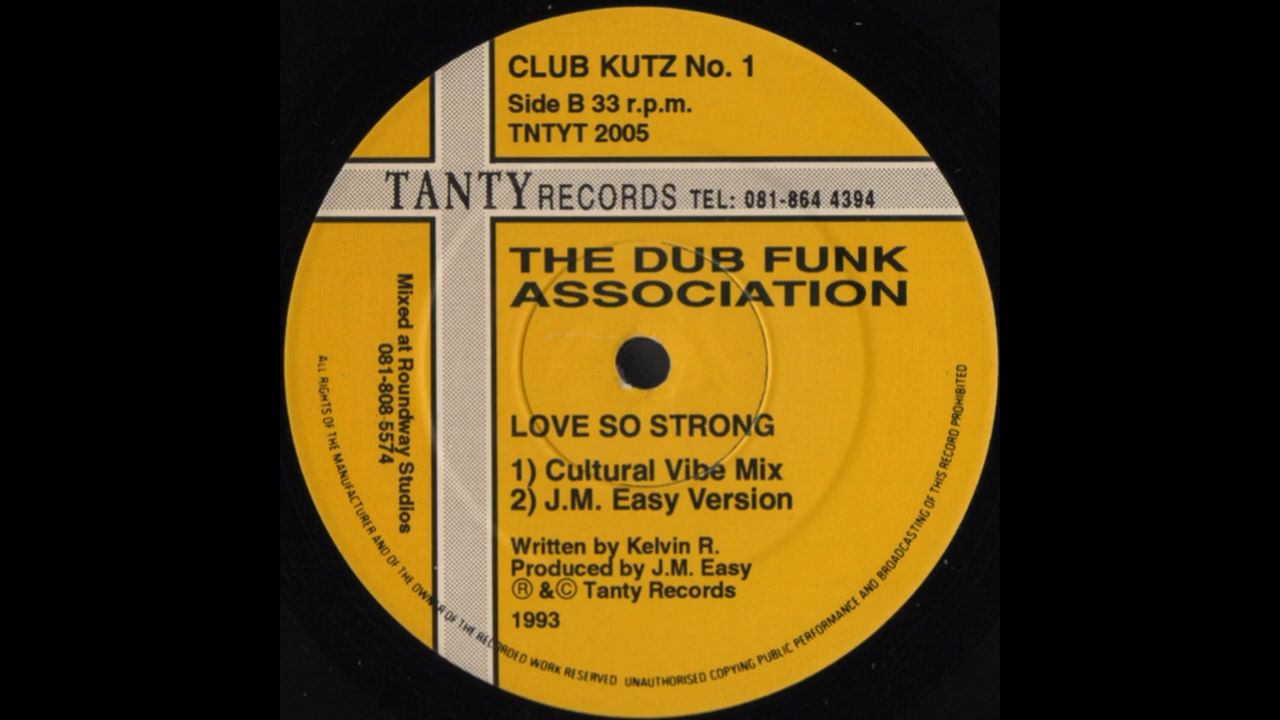 CLUB KUTZ No. 1
Side B 33 r.p.m.
TNTYT 2005
TANTY RECORDS TEL: 081-864 4394
THE DUB FUNK
ASSOCIATION
Mixed at Roundway Studios
081-808-5574
LOVE SO STRONG
1) Cultural Vibe Mix
2) J.M. Easy Version
Written by Kelvin R.
Produced by J.M. Easy
Ⓡ &© Tanty Records
1993
ALL RIGHTS OF THE MANUFACTURER AND OF THE OWNER OF THE RECORDED WORK RESERVED UNAUTHORISED COPYING PUBLIC PERFORMANCE AND BROADCASTING OF THIS RECORD PROHIBITED